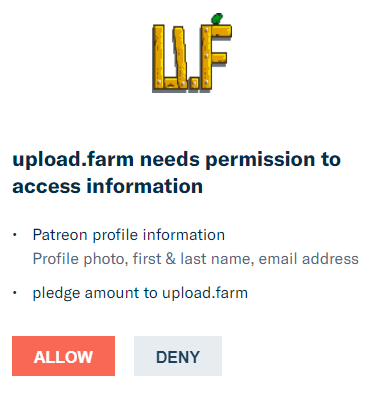 U.F
upload.farm needs permission to
access information
• Patreon profile information
Profile photo, first & last name, email address
• pledge amount to upload.farm
ALLOW DENY